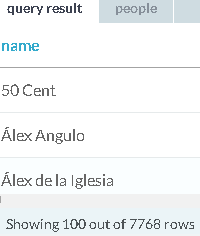 query result people
name
50 Cent
Álex Angulo
Álex de la Iglesia
Showing 100 out of 7768 rows